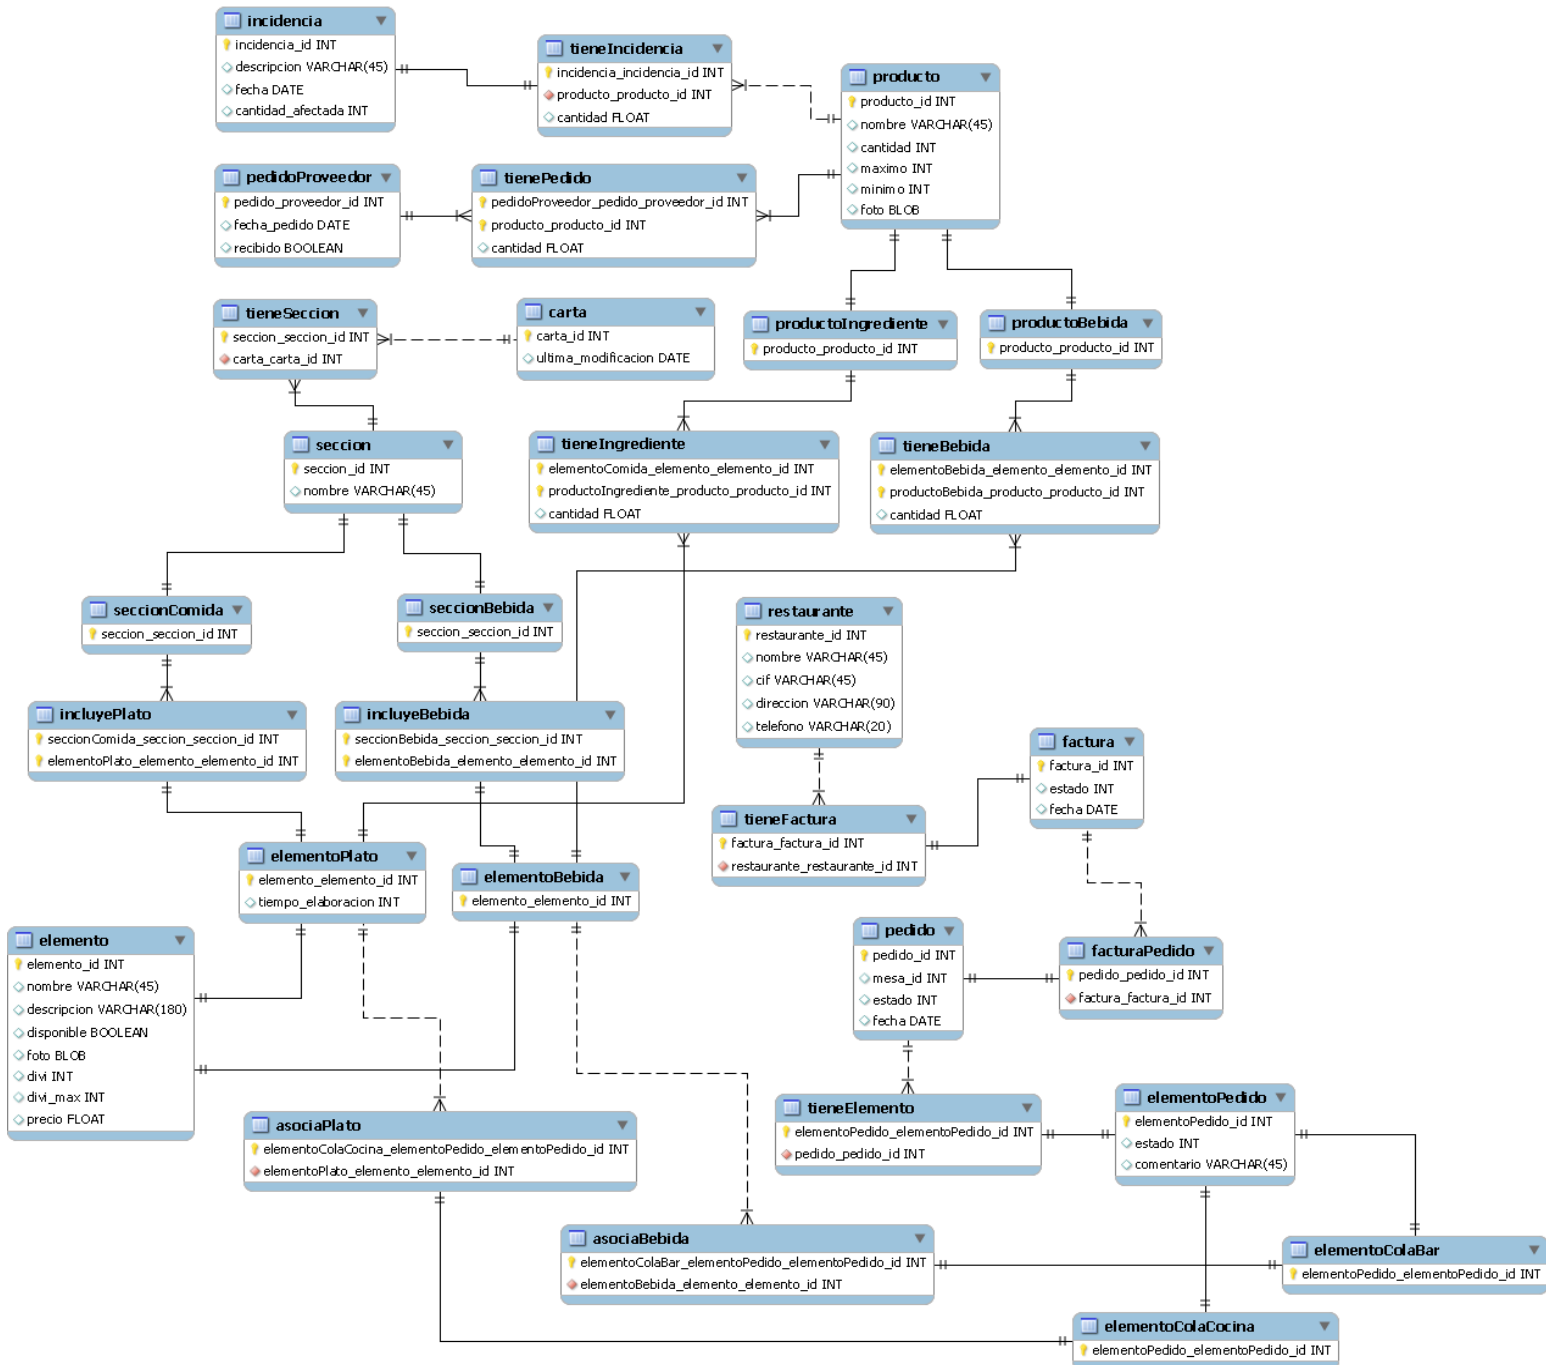 incidencia
incidencia_id INT
descripcion VARCHAR(45)
fecha DATE
cantidad_afectada INT
tieneIncidencia
incidencia_incidencia_id INT
producto_producto_id INT
cantidad FLOAT
producto
producto_id INT
nombre VARCHAR(45)
cantidad INT
maximo INT
minimo INT
foto BLOB
pedidoProveedor
pedido_proveedor_id INT
fecha_pedido DATE
recibido BOOLEAN
tienePedido
pedidoProveedor_pedido_proveedor_id INT
producto_producto_id INT
cantidad FLOAT
tieneSeccion
seccion_seccion_id INT
carta_carta_id INT
carta
carta_id INT
ultima_modificacion DATE
productoIngrediente
producto_producto_id INT
productoBebida
producto_producto_id INT
seccion
seccion_id INT
nombre VARCHAR(45)
tieneIngrediente
elementoComida_elemento_elemento_id INT
productoIngrediente_producto_producto_id INT
cantidad FLOAT
tieneBebida
elementoBebida_elemento_elemento_id INT
productoBebida_producto_producto_id INT
cantidad FLOAT
seccionComida
seccion_seccion_id INT
seccionBebida
seccion_seccion_id INT
restaurante
restaurante_id INT
nombre VARCHAR(45)
cif VARCHAR(45)
direccion VARCHAR(90)
telefono VARCHAR(20)
incluyePlato
seccionComida_seccion_seccion_id INT
elementoPlato_elemento_elemento_id INT
incluyeBebida
seccionBebida_seccion_seccion_id INT
elementoBebida_elemento_elemento_id INT
factura
factura_id INT
estado INT
fecha DATE
tieneFactura
factura_factura_id INT
restaurante_restaurante_id INT
elementoPlato
elemento_elemento_id INT
tiempo_elaboracion INT
elementoBebida
elemento_elemento_id INT
elemento
elemento_id INT
nombre VARCHAR(45)
descripcion VARCHAR(180)
disponible BOOLEAN
foto BLOB
divi INT
divi_max INT
precio FLOAT
pedido
pedido_id INT
mesa_id INT
estado INT
fecha DATE
facturaPedido
pedido_pedido_id INT
factura_factura_id INT
asociaPlato
elementoColaCocina_elementoPedido_elementoPedido_id INT
elementoPlato_elemento_elemento_id INT
tieneElemento
elementoPedido_elementoPedido_id INT
pedido_pedido_id INT
elementoPedido
elementoPedido_id INT
estado INT
comentario VARCHAR(45)
asociaBebida
elementoColaBar_elementoPedido_elementoPedido_id INT
elementoBebida_elemento_elemento_id INT
elementoColaBar
elementoPedido_elementoPedido_id INT
elementoColaCocina
elementoPedido_elementoPedido_id INT